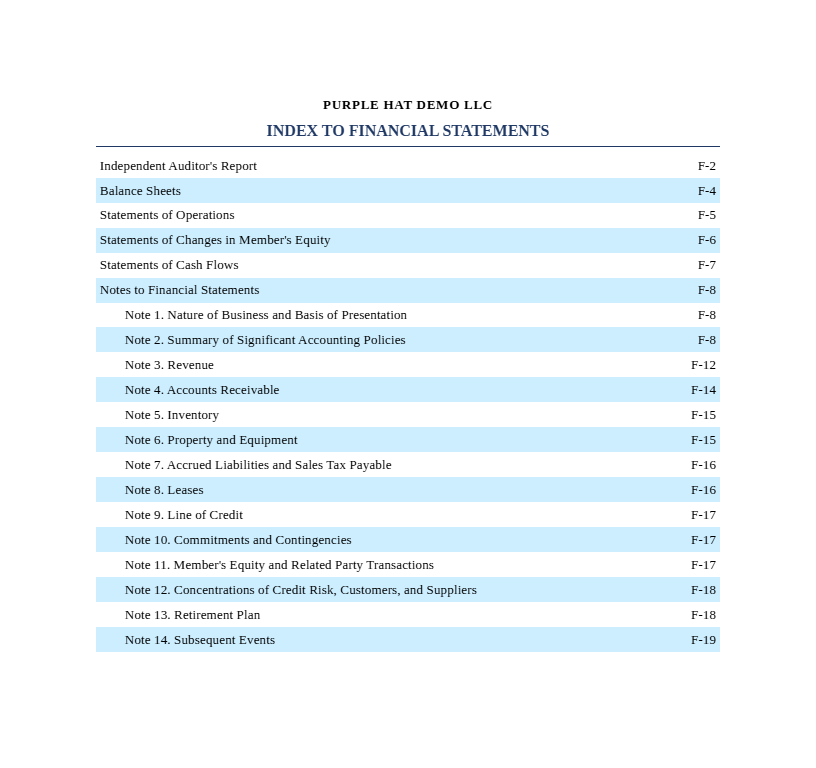 PURPLE HAT DEMO LLC
INDEX TO FINANCIAL STATEMENTS
Independent Auditor's Report F-2
Balance Sheets F-4
Statements of Operations F-5
Statements of Changes in Member's Equity F-6
Statements of Cash Flows F-7
Notes to Financial Statements F-8
Note 1. Nature of Business and Basis of Presentation F-8
Note 2. Summary of Significant Accounting Policies F-8
Note 3. Revenue F-12
Note 4. Accounts Receivable F-14
Note 5. Inventory F-15
Note 6. Property and Equipment F-15
Note 7. Accrued Liabilities and Sales Tax Payable F-16
Note 8. Leases F-16
Note 9. Line of Credit F-17
Note 10. Commitments and Contingencies F-17
Note 11. Member's Equity and Related Party Transactions F-17
Note 12. Concentrations of Credit Risk, Customers, and Suppliers F-18
Note 13. Retirement Plan F-18
Note 14. Subsequent Events F-19